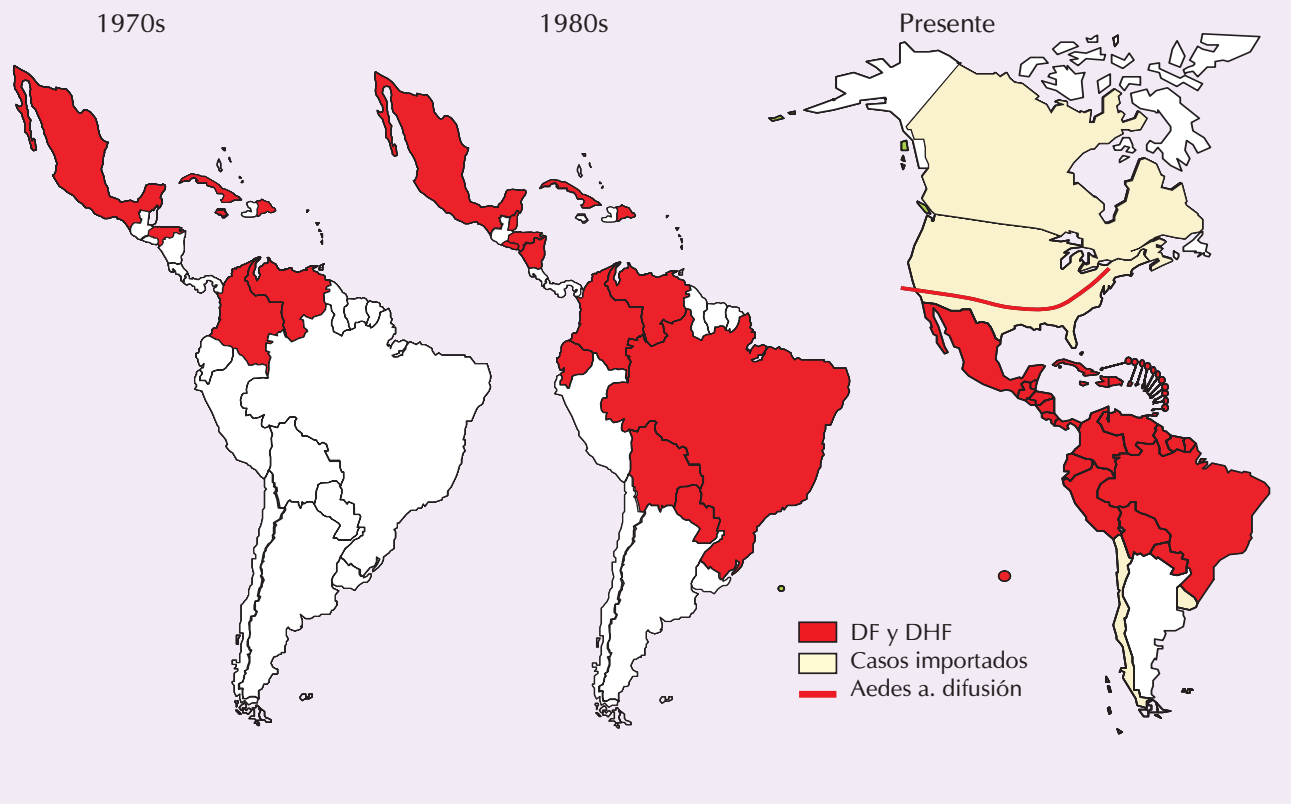 1970s
1980s
Presente
DF y DHF
Casos importados
Aedes a. difusión